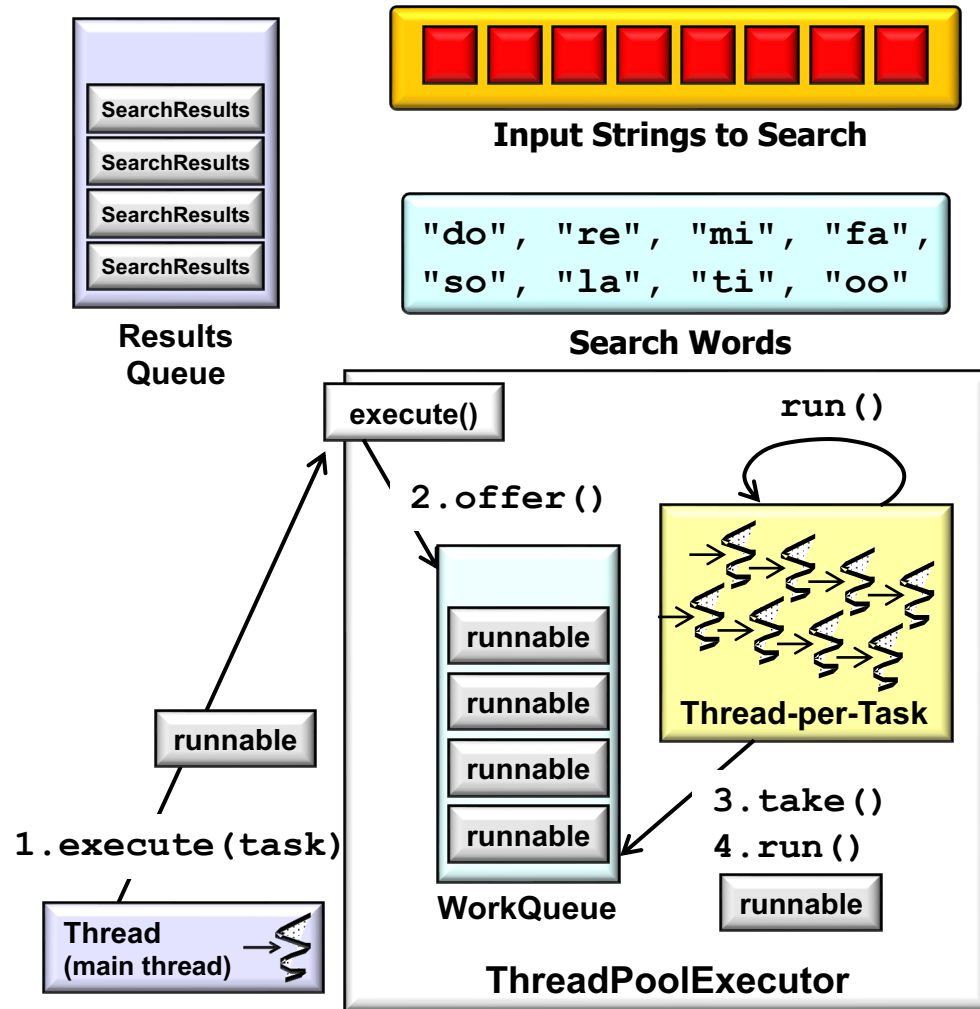 SearchResults
SearchResults
SearchResults
SearchResults
Results
Queue
Input Strings to Search
"do", "re", "mi", "fa",
"so", "la", "ti", "oo"
Search Words
execute()
run()
2.offer()
runnable
runnable
runnable
runnable
WorkQueue
Thread-per-Task
3.take()
4.run()
runnable
runnable
1.execute(task)
Thread
(main thread)
ThreadPoolExecutor